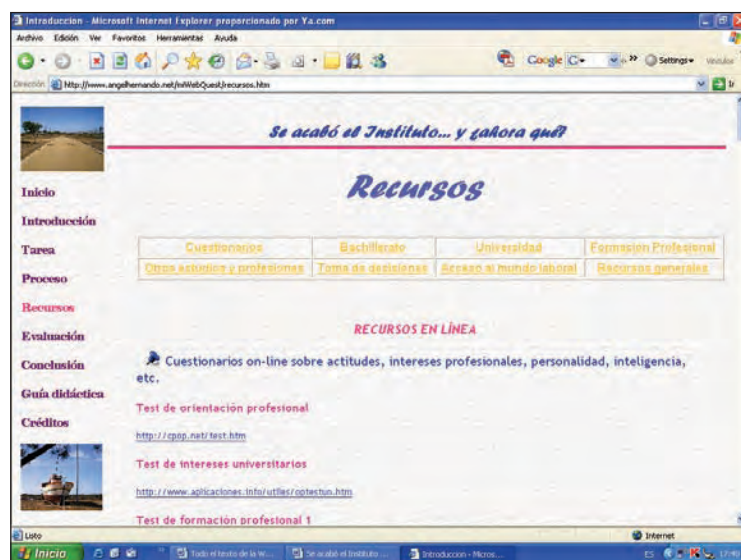 Introduccion - Microsoft Internet Explorer proporcionado por Ya.com
Archivo Edición Ver Favoritos Herramientas Ayuda
Google G Settings Vínculos
Dirección http://www.angelhernando.net/miWebQuest/recursos.htm Ir
Se acabó el Instituto... y ¿ahora qué?
Recursos
Inicio
Introducción
Tarea
Proceso
Recursos
Evaluación
Conclusión
Guía didáctica
Créditos
Cuestionarios Bachillerato Universidad Formacion Profesional
Otros estudios y profesiones Toma de decisiones Acceso al mundo laboral Recursos generales
RECURSOS EN LÍNEA
Cuestionarios on-line sobre actitudes, intereses profesionales, personalidad, inteligencia,
etc.
Test de orientación profesional
http://cpop.net/test.htm
Test de intereses universitarios
http://www.aplicaciones.info/utiles/optestun.htm
Test de formación profesional 1
Listo Internet
Inicio Todo el texto de la W... Se acabó el Instituto ... Introduccion - Micros... ES